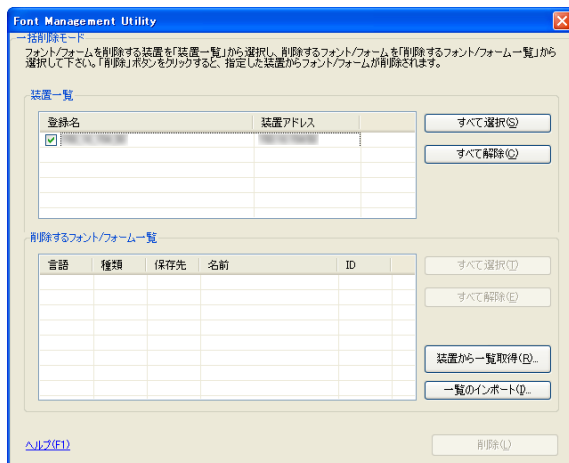 Font Management Utility
一括削除モード
フォント/フォームを削除する装置を「装置一覧」から選択し、削除するフォント/フォームを「削除するフォント/フォーム一覧」から
選択して下さい。「削除」ボタンをクリックすると、指定した装置からフォント/フォームが削除されます。
装置一覧
登録名 装置アドレス
すべて選択(S)
すべて解除(C)
削除するフォント/フォーム一覧
言語 種類 保存先 名前 ID
すべて選択(T)
すべて解除(E)
装置から一覧取得(R)...
一覧のインポート(I)...
ヘルプ(F1)
削除(L)